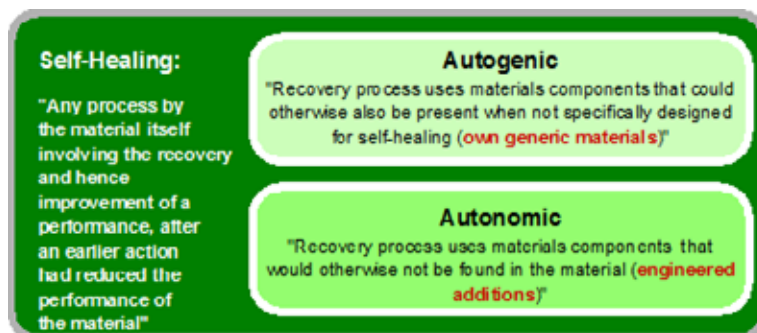 Self-Healing:
"Any process by
the material itself
involving the recovery
and hence
improvement of a
performance, after
an earlier action
had reduced the
performance of
the material"
Autogenic
"Recovery process uses materials components that could
otherwise also be present when not specifically designed
for self-healing (own generic materials)"
Autonomic
"Recovery process uses materials components that
would otherwise not be found in the material (engineered
additions)"